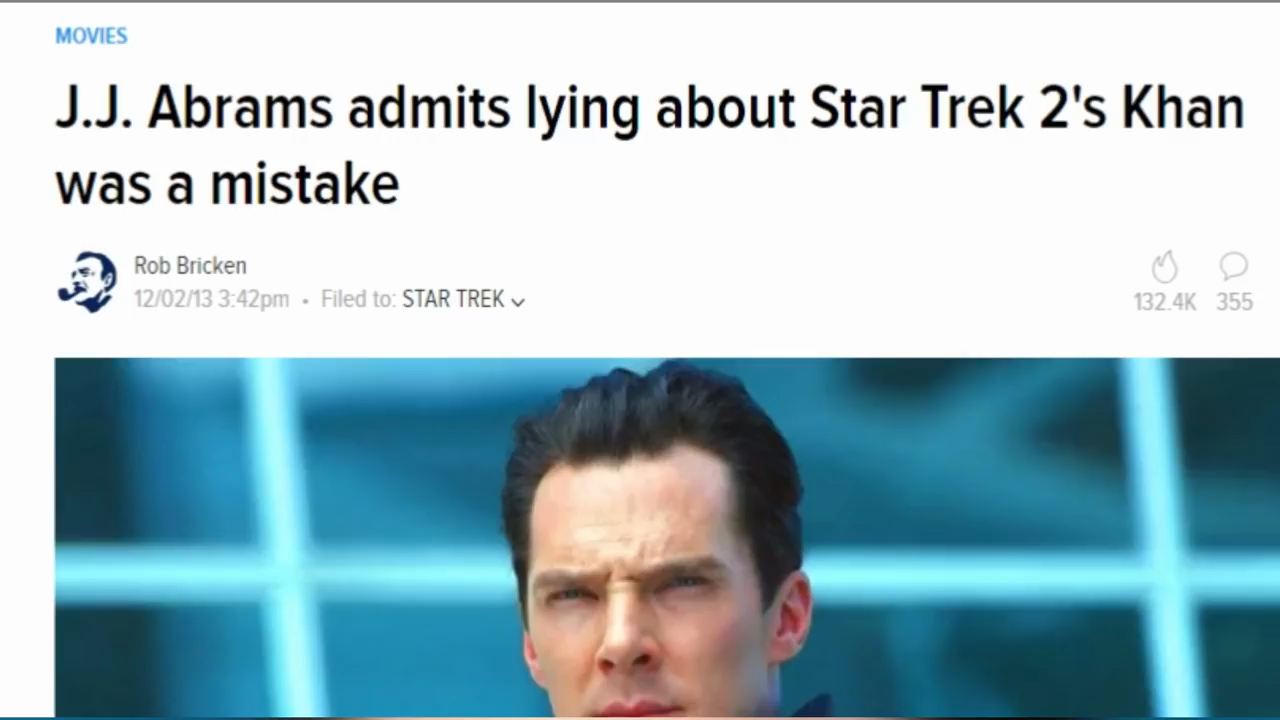 MOVIES
J.J. Abrams admits lying about Star Trek 2's Khan
was a mistake
Rob Bricken
12/02/13 3:42pm • Filed to: STAR TREK
132.4K 355